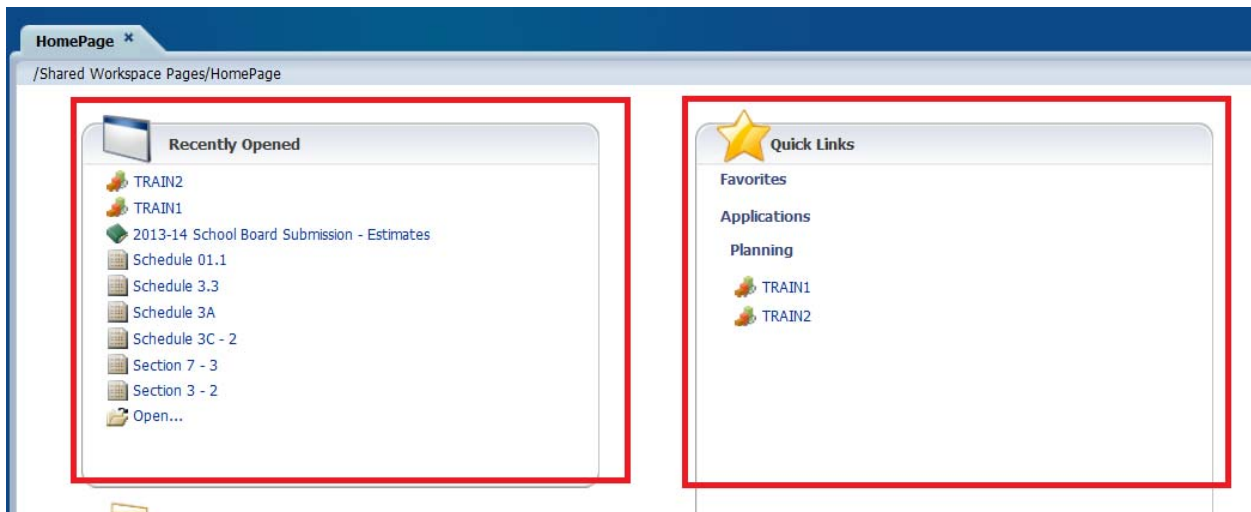 HomePage ×
/Shared Workspace Pages/HomePage
Recently Opened
TRAIN2
TRAIN1
2013-14 School Board Submission - Estimates
Schedule 01.1
Schedule 3.3
Schedule 3A
Schedule 3C - 2
Section 7 - 3
Section 3 - 2
Open...
Quick Links
Favorites
Applications
Planning
TRAIN1
TRAIN2